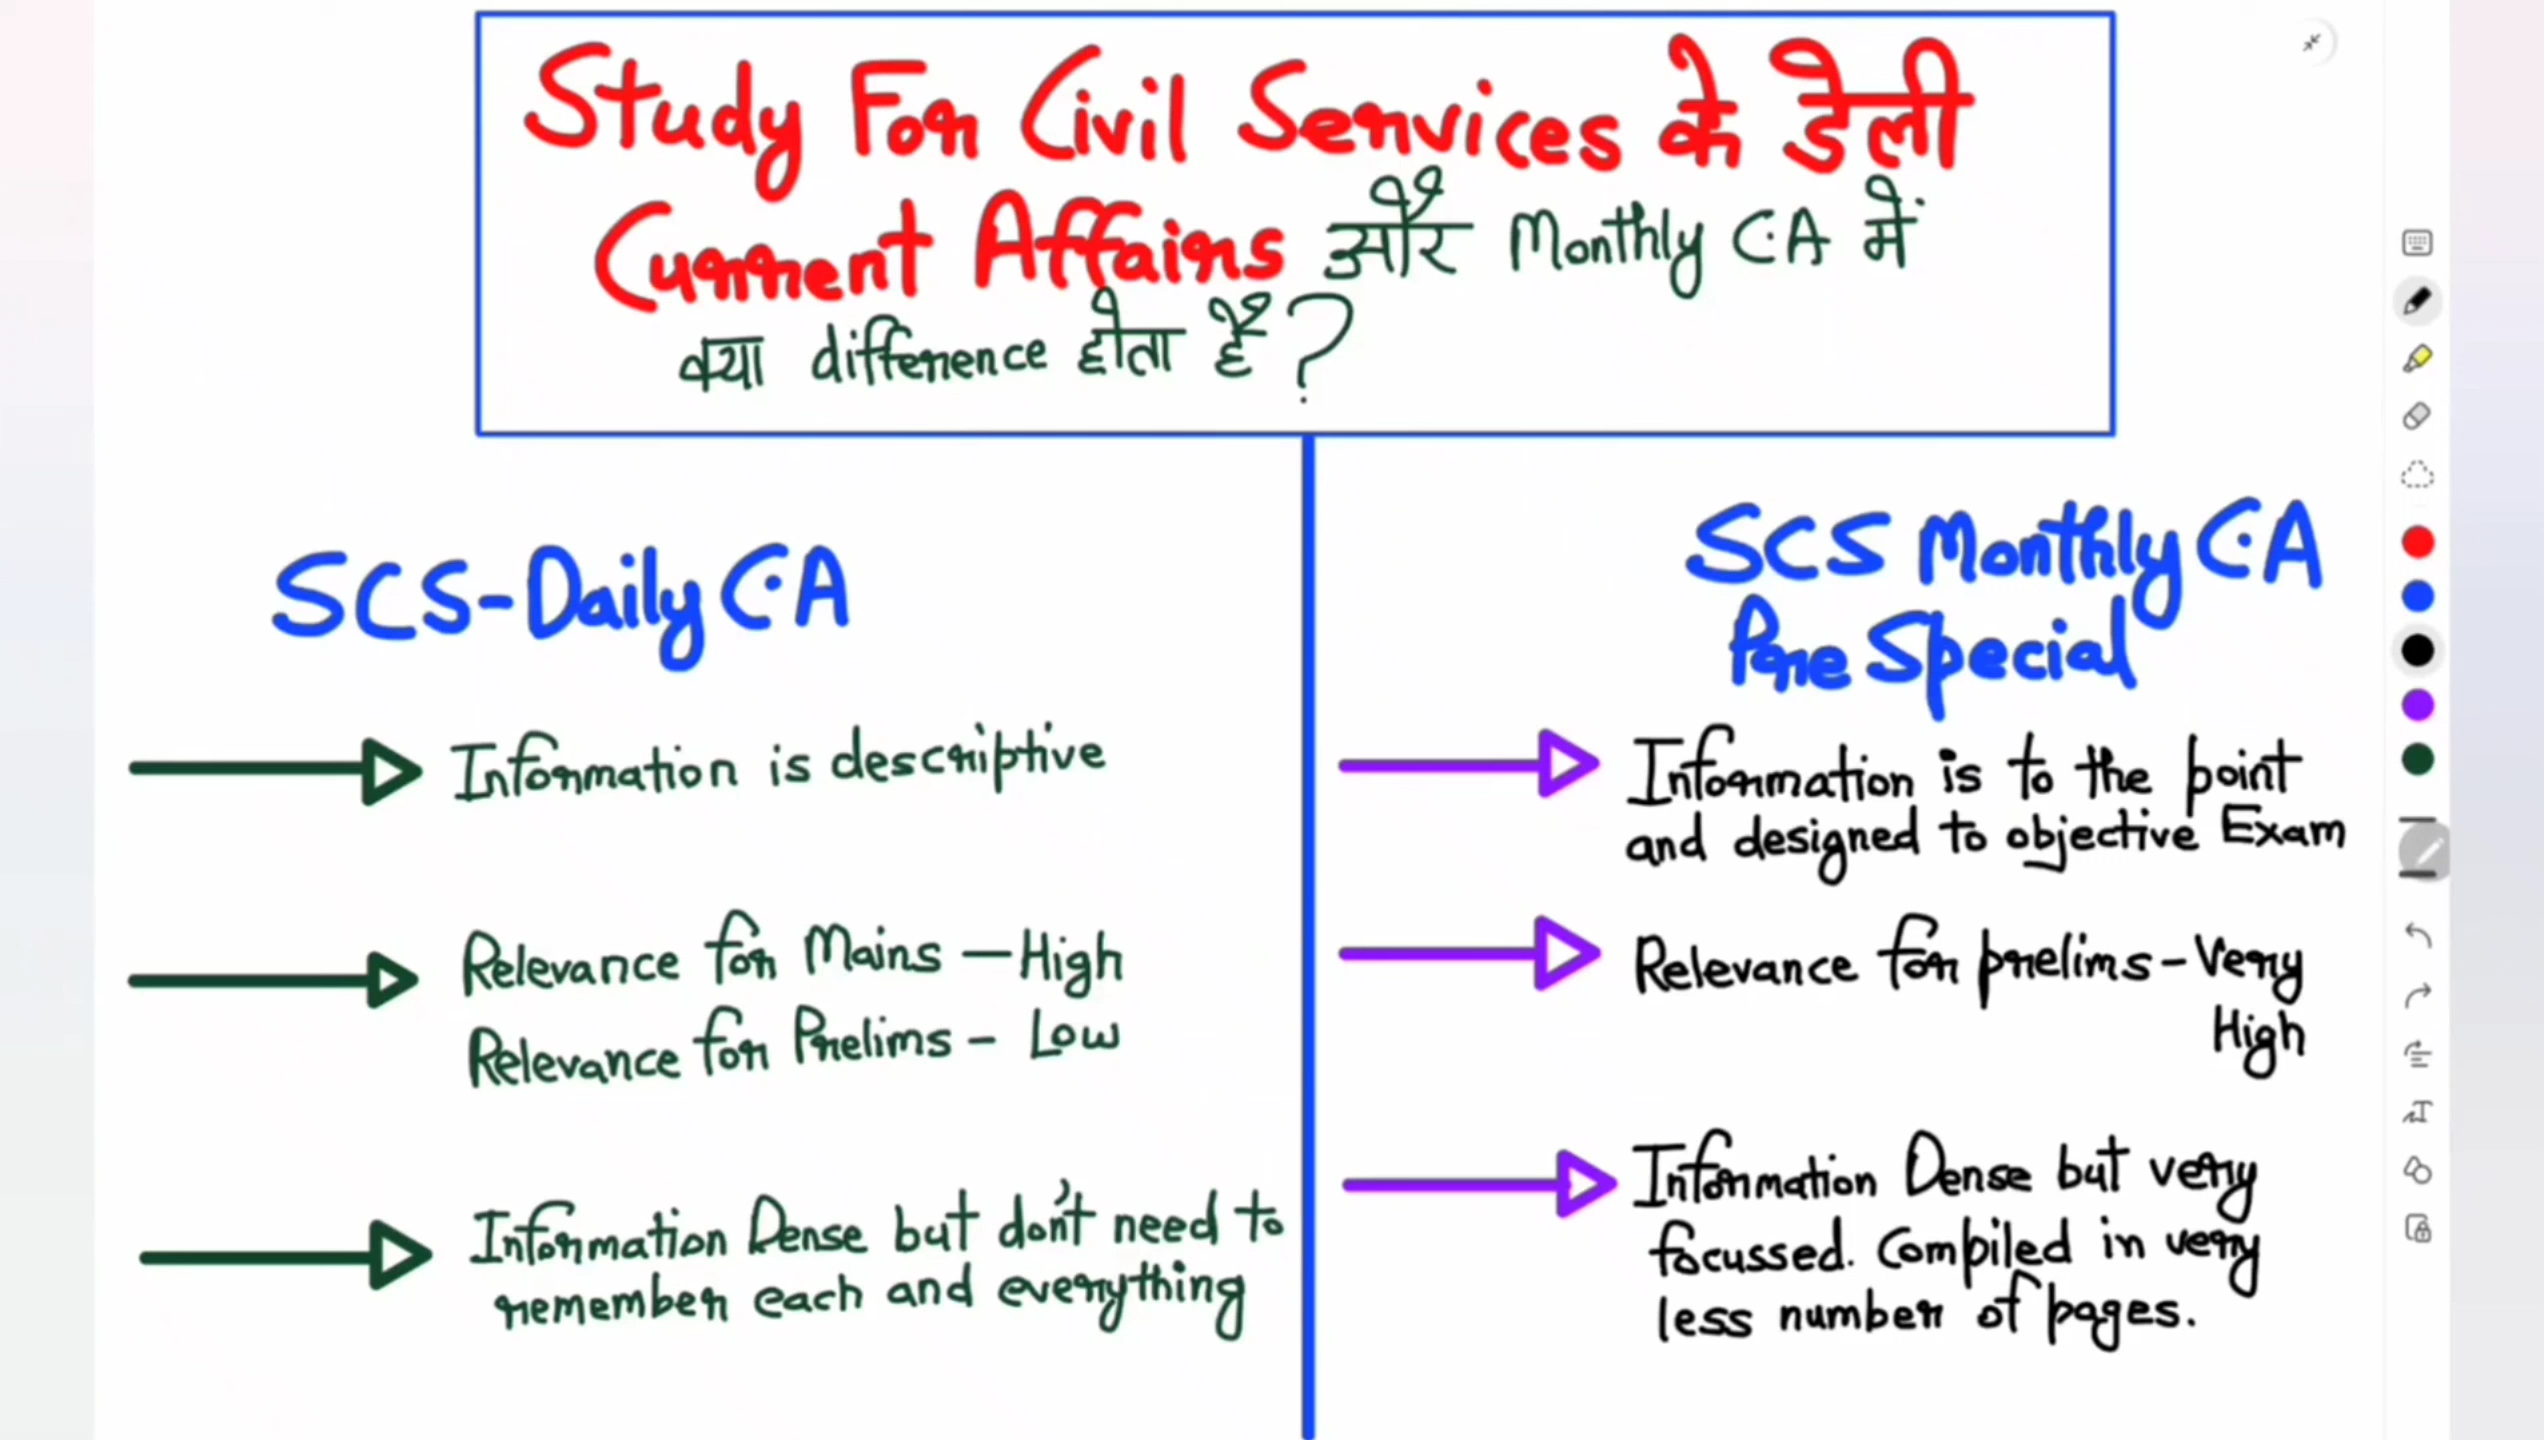 Study For Civil Services के डेली
Current Affairs और Monthly C.A में
क्या difference होता है?
SCS-Daily C.A
Information is descriptive
Relevance for Mains - High
Relevance for Prelims - Low
Information Dense but don't need to
remember each and everything
SCS Monthly C.A
Pre Special
Information is to the point
and designed to objective Exam
Relevance for prelims - Very
High
Information Dense but very
focussed. Compiled in very
less number of pages.